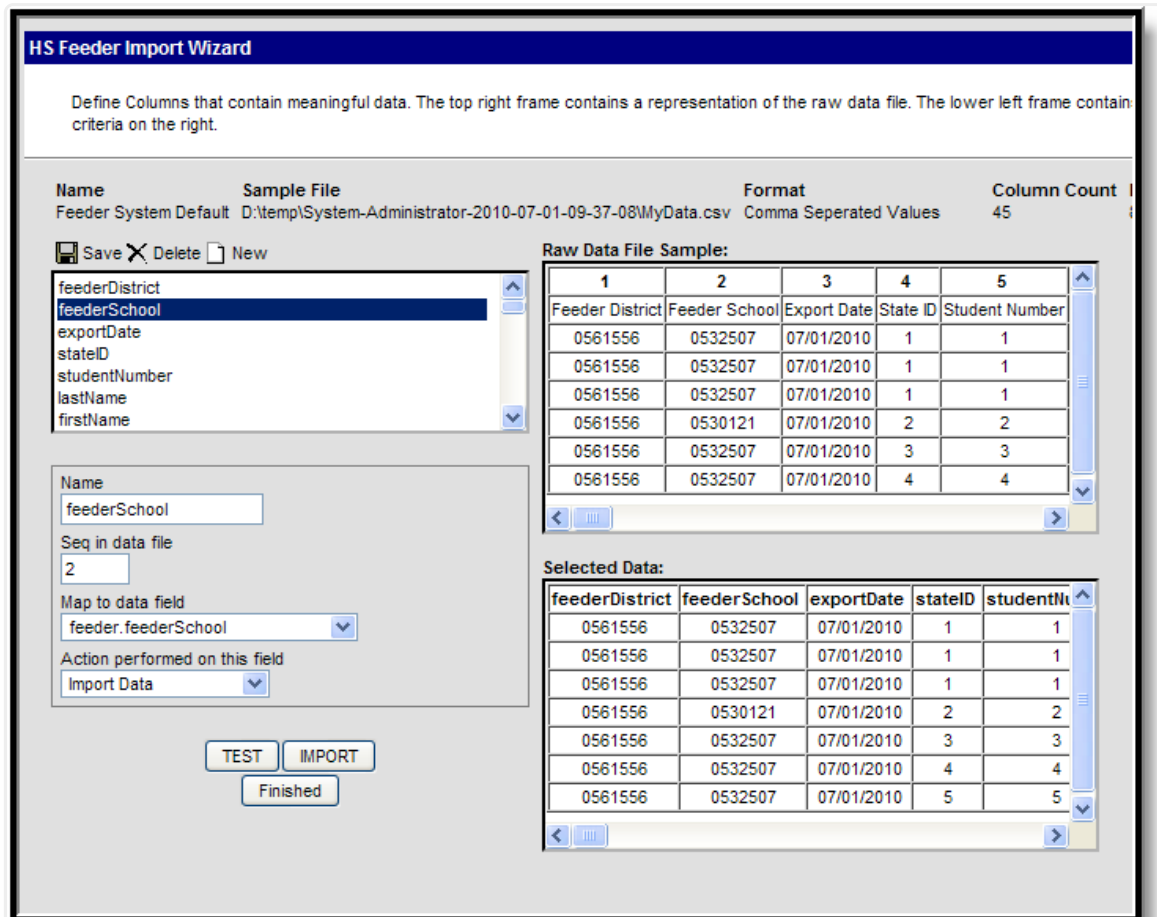 HS Feeder Import Wizard
Define Columns that contain meaningful data. The top right frame contains a representation of the raw data file. The lower left frame contain
criteria on the right.
Name Sample File Format Column Count
Feeder System Default D:\temp\System-Administrator-2010-07-01-09-37-08\MyData.csv Comma Seperated Values 45
Save Delete New
feederDistrict
feederSchool
exportDate
stateID
studentNumber
lastName
firstName
Name
feederSchool
Seq in data file
2
Map to data field
feeder.feederSchool
Action performed on this field
Import Data
TEST IMPORT
Finished
Raw Data File Sample:
1 2 3 4 5
Feeder District Feeder School Export Date State ID Student Number
0561556 0532507 07/01/2010 1 1
0561556 0532507 07/01/2010 1 1
0561556 0532507 07/01/2010 1 1
0561556 0530121 07/01/2010 2 2
0561556 0532507 07/01/2010 3 3
0561556 0532507 07/01/2010 4 4
Selected Data:
feederDistrict feederSchool exportDate stateID studentNu
0561556 0532507 07/01/2010 1 1
0561556 0532507 07/01/2010 1 1
0561556 0532507 07/01/2010 1 1
0561556 0530121 07/01/2010 2 2
0561556 0532507 07/01/2010 3 3
0561556 0532507 07/01/2010 4 4
0561556 0532507 07/01/2010 5 5